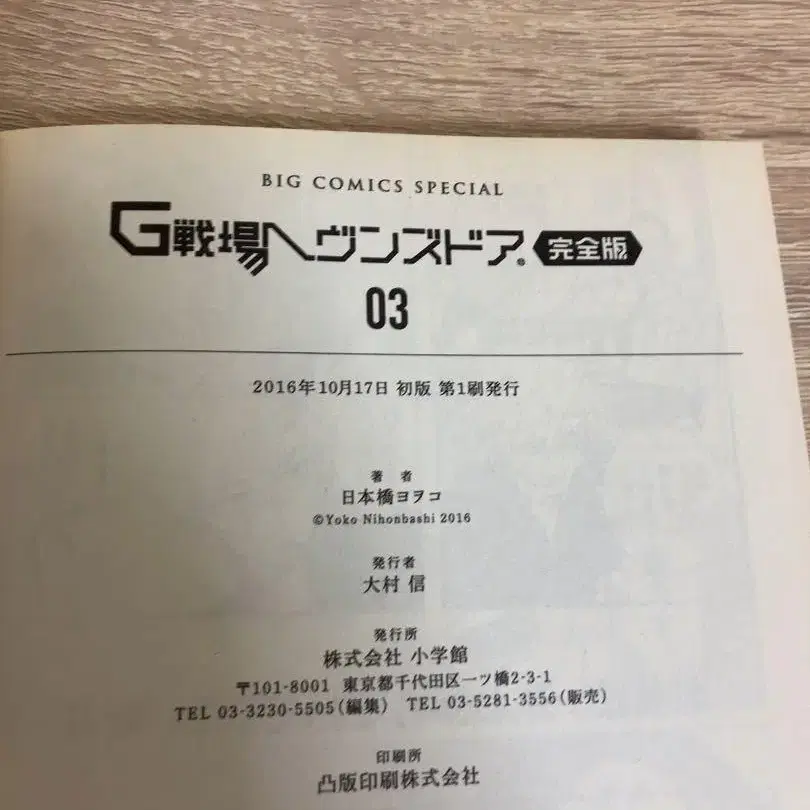 BIG COMICS SPECIAL
G戦場ヘヴンズドア® 完全版
03
2016年10月17日 初版 第1刷発行
著 者
日本橋ヨヲコ
©Yoko Nihonbashi 2016
発行者
大村 信
発行所
株式会社 小学館
〒101-8001 東京都千代田区一ツ橋2-3-1
TEL 03-3230-5505(編集) TEL 03-5281-3556(販売)
印刷所
凸版印刷株式会社